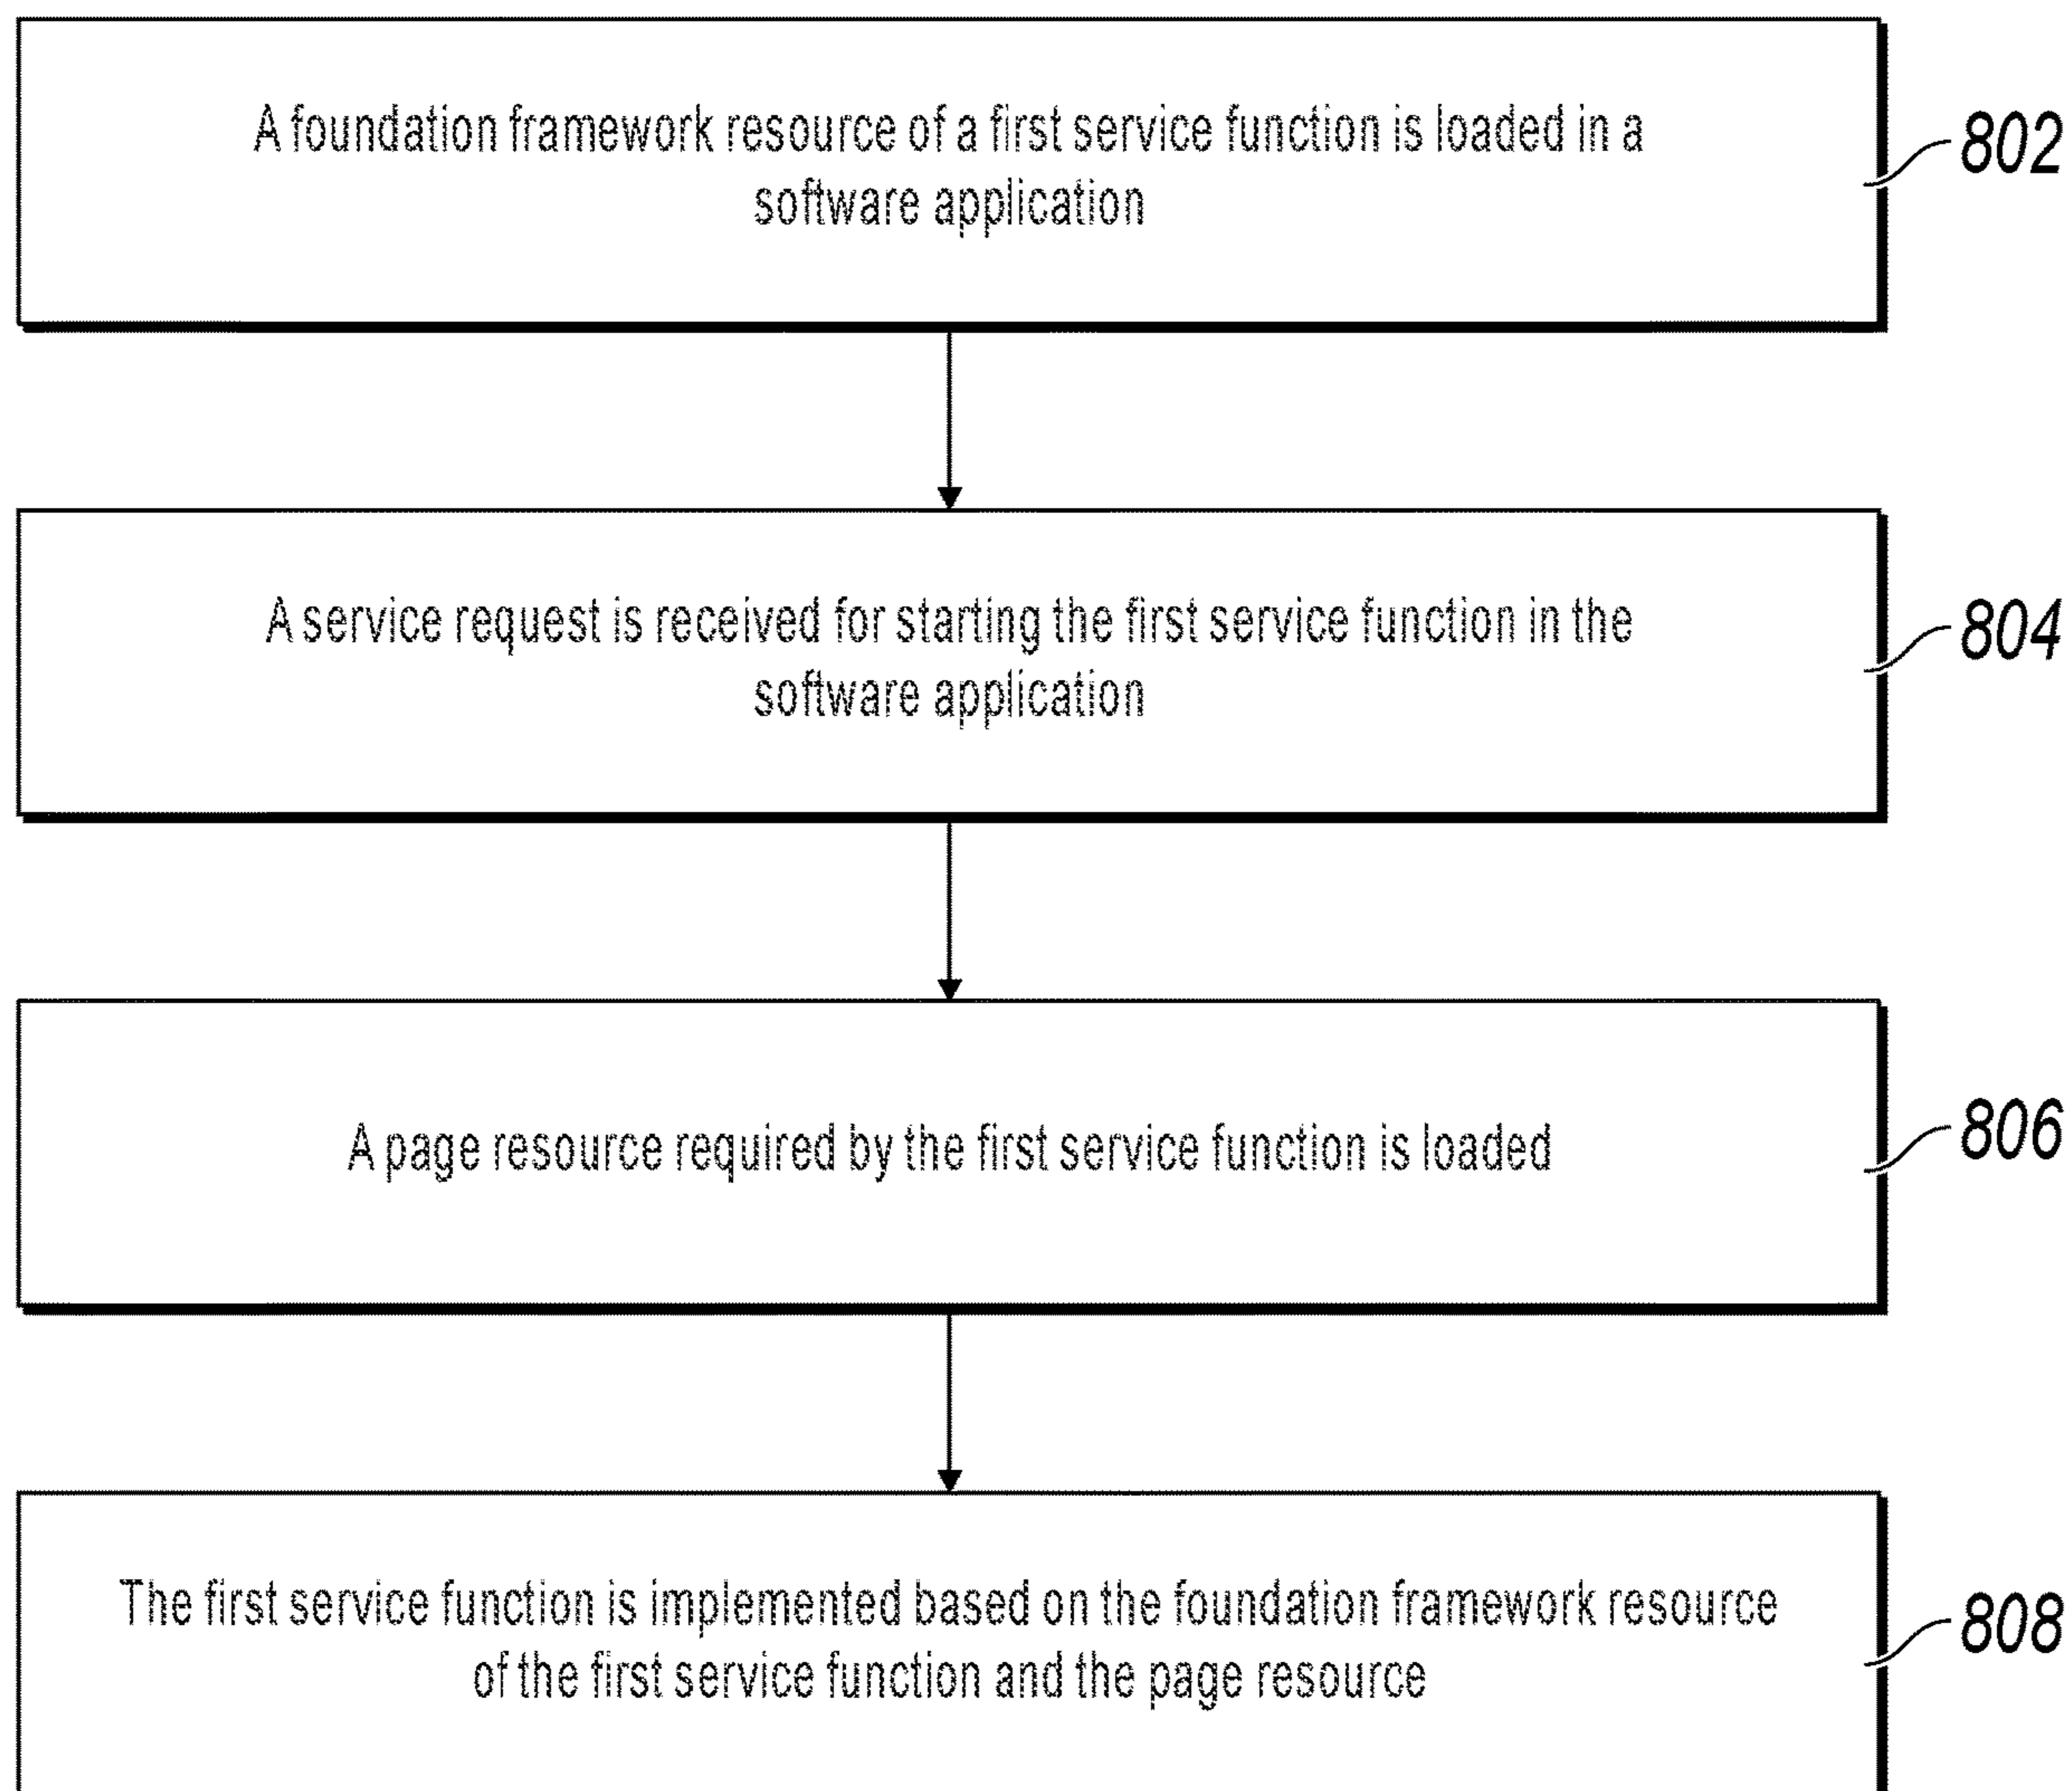 A foundation framework resource of a first service function is loaded in a
software application
802
A service request is received for starting the first service function in the
software application
804
A page resource required by the first service function is loaded
806
The first service function is implemented based on the foundation framework resource
of the first service function and the page resource
808